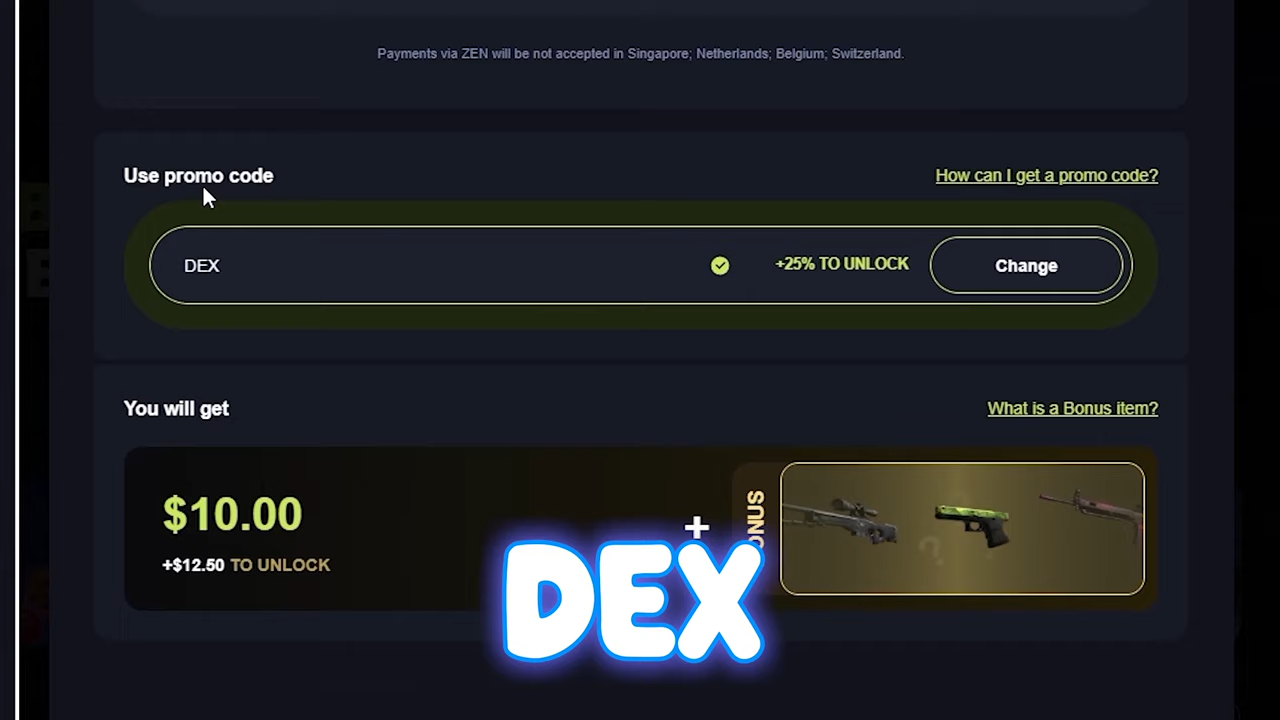 Payments via ZEN will be not accepted in Singapore; Netherlands; Belgium; Switzerland.
Use promo code
How can I get a promo code?
DEX
+25% TO UNLOCK
Change
You will get
What is a Bonus item?
$10.00
+
+$12.50 TO UNLOCK
DEX